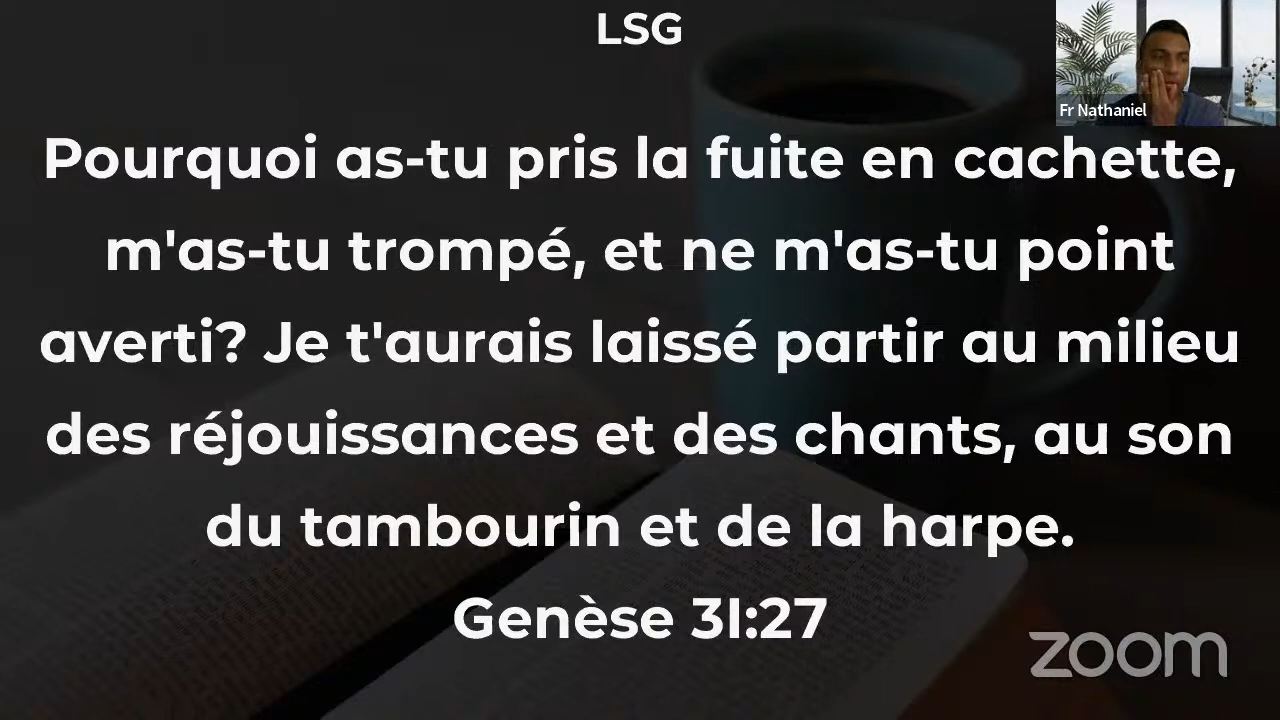 LSG
Fr Nathaniel
Pourquoi as-tu pris la fuite en cachette,
m'as-tu trompé, et ne m'as-tu point
averti? Je t'aurais laissé partir au milieu
des réjouissances et des chants, au son
du tambourin et de la harpe.
Genèse 31:27
zoom